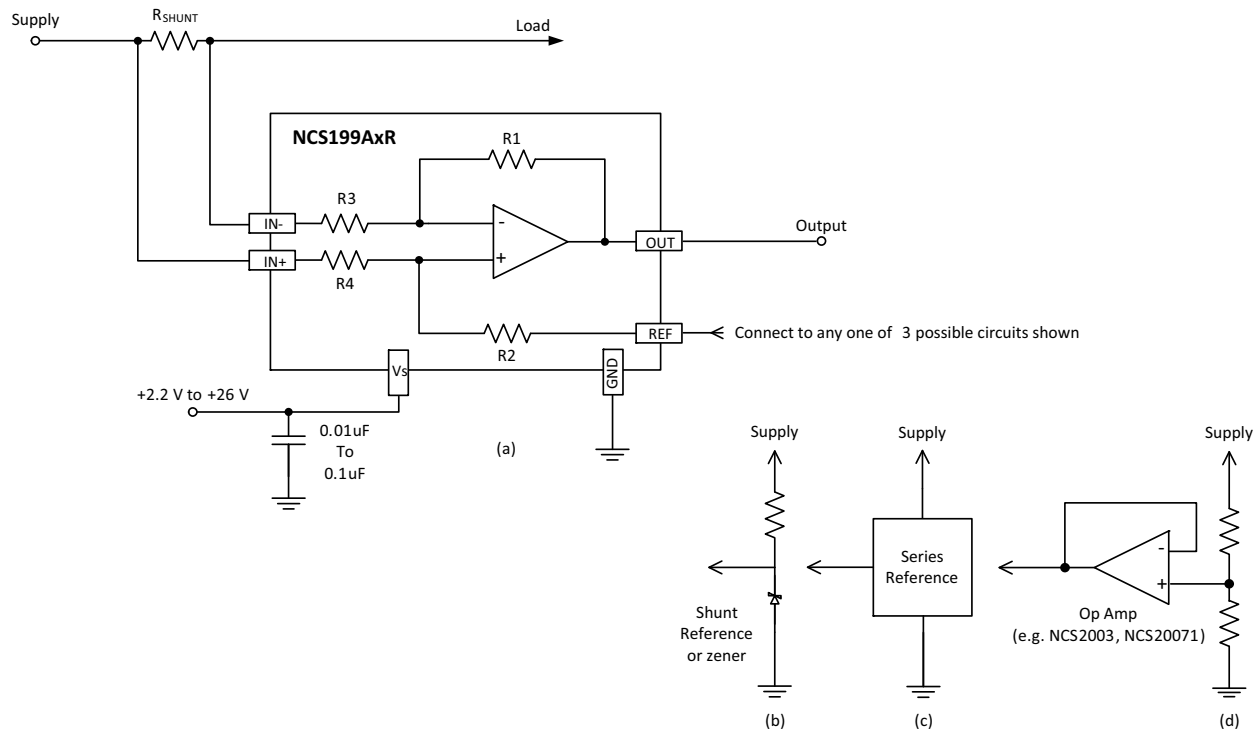 Supply
R_SHUNT
Load
NCS199AxR
R1
IN-
R3
-
Output
OUT
IN+
R4
+
R2
REF
Connect to any one of 3 possible circuits shown
Vs
GND
+2.2 V to +26 V
0.01uF
To
0.1uF
(a)
Supply
Supply
Supply
Series
Reference
-
+
Shunt
Reference
or zener
Op Amp
(e.g. NCS2003, NCS20071)
(b)
(c)
(d)